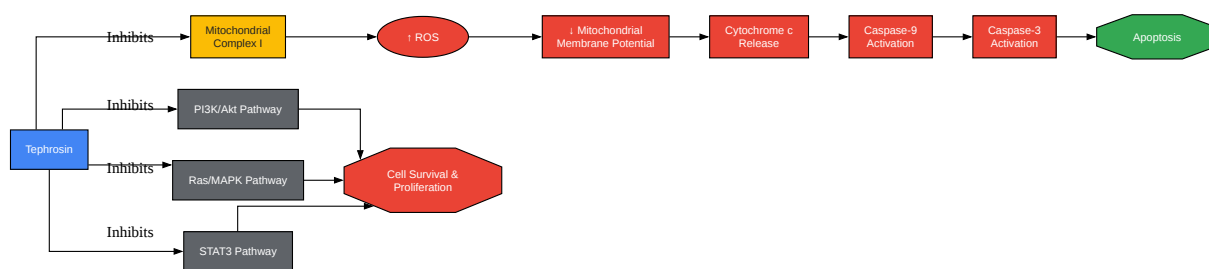 Inhibits
Mitochondrial
Complex I
↑ ROS
↓ Mitochondrial
Membrane Potential
Cytochrome c
Release
Caspase-9
Activation
Caspase-3
Activation
Apoptosis
Inhibits
PI3K/Akt Pathway
Tephrosin
Inhibits
Ras/MAPK Pathway
Cell Survival &
Proliferation
Inhibits
STAT3 Pathway